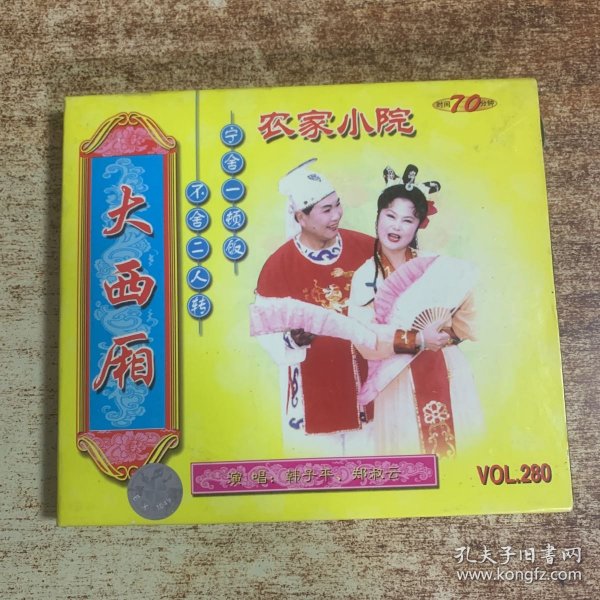 时间70分钟
农家小院
宁舍一顿饭
不舍二人转
大西厢
演唱：韩子平、郑淑云
VOL.280
孔夫子旧书网
www.kongfz.com